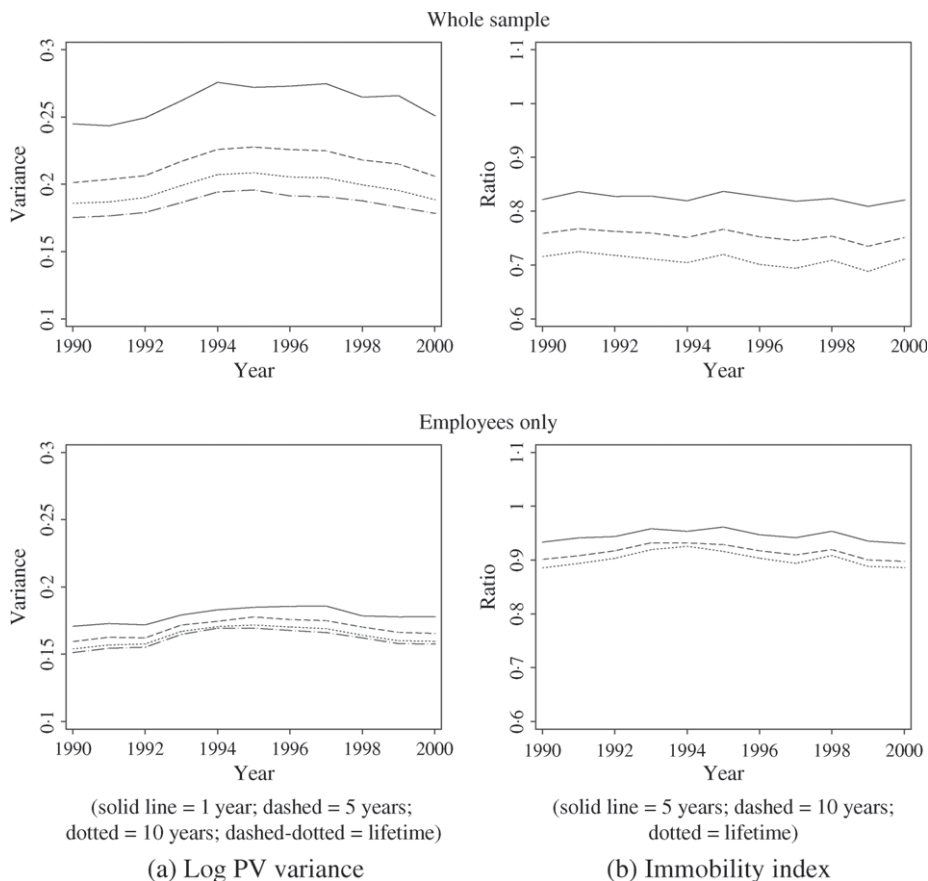 Whole sample
0·3
0·25
0·2
0·15
0·1
Variance
1990 1992 1994 1996 1998 2000
Year
1·1
1
0·9
0·8
0·7
0·6
Ratio
1990 1992 1994 1996 1998 2000
Year
Employees only
0·3
0·25
0·2
0·15
0·1
Variance
1990 1992 1994 1996 1998 2000
Year
(solid line = 1 year; dashed = 5 years;
dotted = 10 years; dashed-dotted = lifetime)
(a) Log PV variance
1·1
1
0·9
0·8
0·7
0·6
Ratio
1990 1992 1994 1996 1998 2000
Year
(solid line = 5 years; dashed = 10 years;
dotted = lifetime)
(b) Immobility index